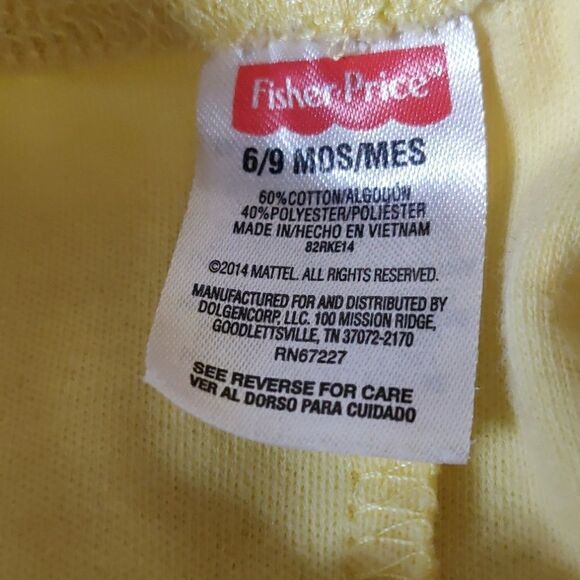 Fisher-Price
6/9 MOS/MES
60%COTTON/ALGODON
40%POLYESTER/POLIESTER
MADE IN/HECHO EN VIETNAM
82RKE14
©2014 MATTEL. ALL RIGHTS RESERVED.
MANUFACTURED FOR AND DISTRIBUTED BY
DOLGENCORP, LLC. 100 MISSION RIDGE,
GOODLETTSVILLE, TN 37072-2170
RN67227
SEE REVERSE FOR CARE
VER AL DORSO PARA CUIDADO